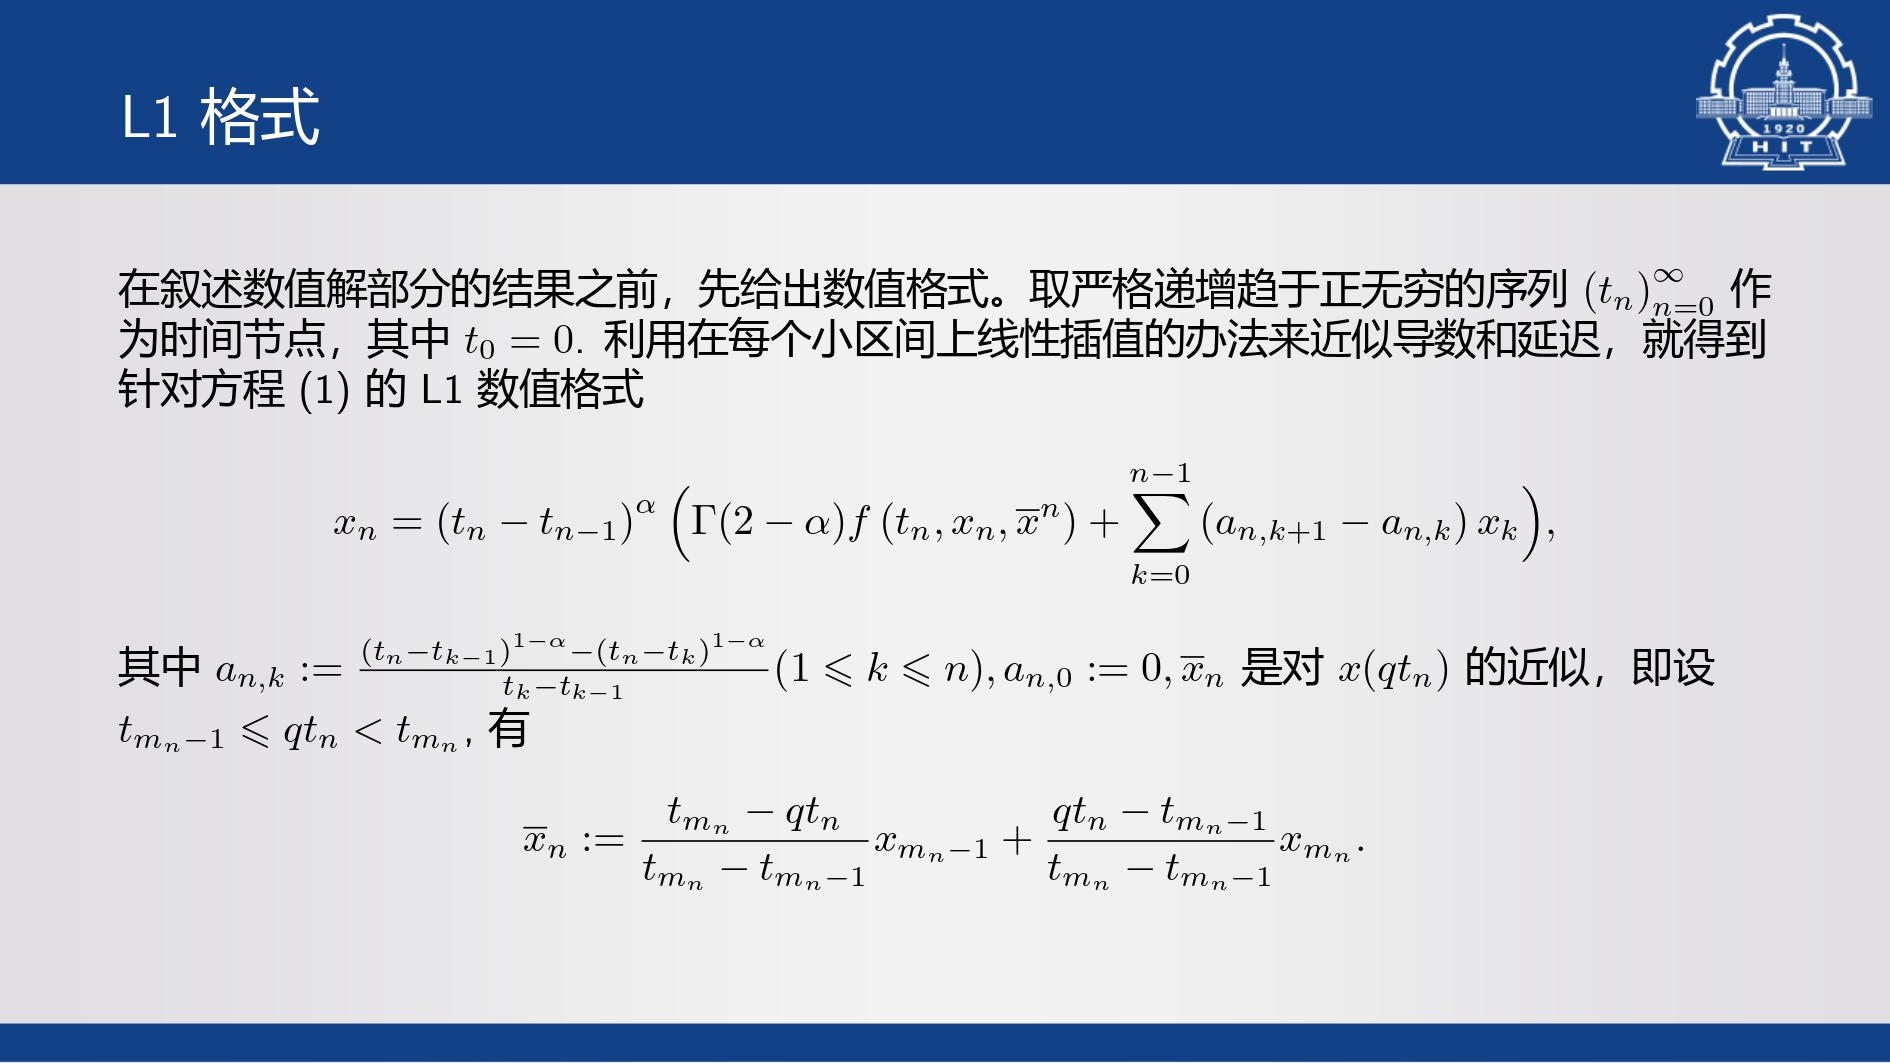 L1 格式
1920
HIT
在叙述数值解部分的结果之前，先给出数值格式。取严格递增趋于正无穷的序列 $(t_n)_{n=0}^{\infty}$ 作
为时间节点，其中 $t_0 = 0.$ 利用在每个小区间上线性插值的办法来近似导数和延迟，就得到
针对方程 (1) 的 L1 数值格式
$x_n = (t_n - t_{n-1})^{\alpha} \left( \Gamma(2-\alpha) f(t_n, x_n, \overline{x}^n) + \sum_{k=0}^{n-1} (a_{n,k+1} - a_{n,k}) x_k \right),$
其中 $a_{n,k} := \frac{(t_n - t_{k-1})^{1-\alpha} - (t_n - t_k)^{1-\alpha}}{t_k - t_{k-1}} (1 \leqslant k \leqslant n), a_{n,0} := 0, \overline{x}_n$ 是对 $x(qt_n)$ 的近似，即设
$t_{m_n-1} \leqslant qt_n < t_{m_n},$ 有
$\overline{x}_n := \frac{t_{m_n} - qt_n}{t_{m_n} - t_{m_n-1}} x_{m_n-1} + \frac{qt_n - t_{m_n-1}}{t_{m_n} - t_{m_n-1}} x_{m_n}.$